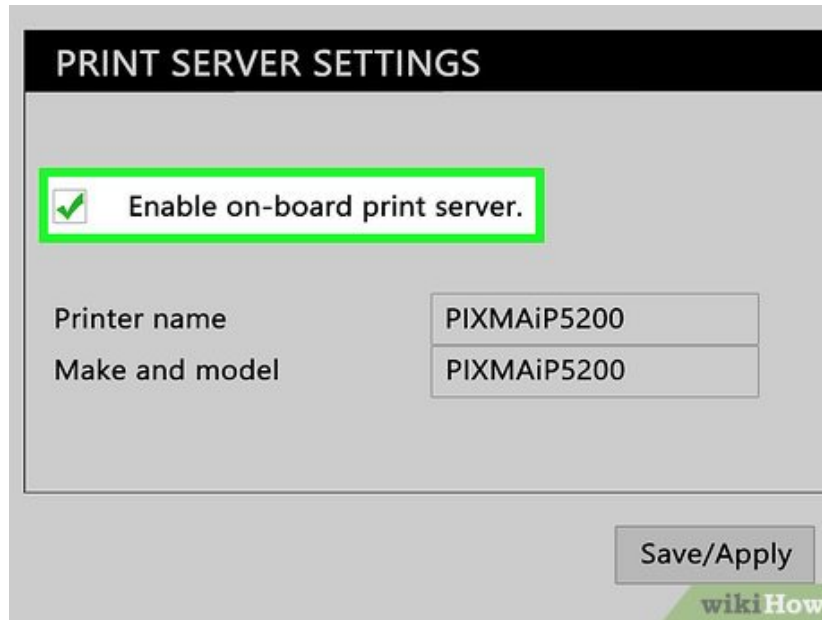 PRINT SERVER SETTINGS
Enable on-board print server.
Printer name PIXMAiP5200
Make and model PIXMAiP5200
Save/Apply
wikiHow